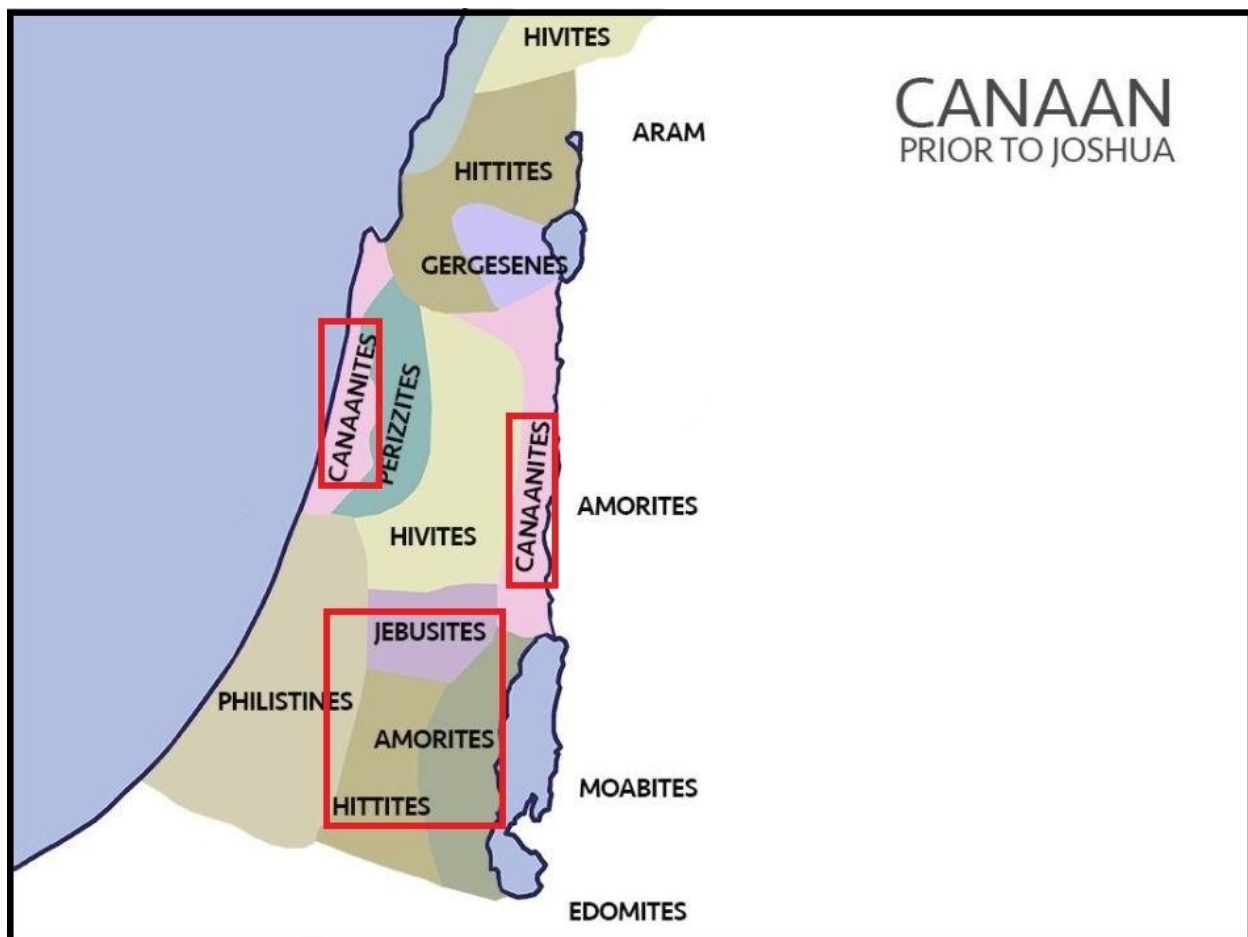 HIVITES
CANAAN
PRIOR TO JOSHUA
ARAM
HITTITES
GERGESENES
CANAANITES
PERIZZITES
CANAANITES
AMORITES
HIVITES
JEBUSITES
PHILISTINES
AMORITES
MOABITES
HITTITES
EDOMITES